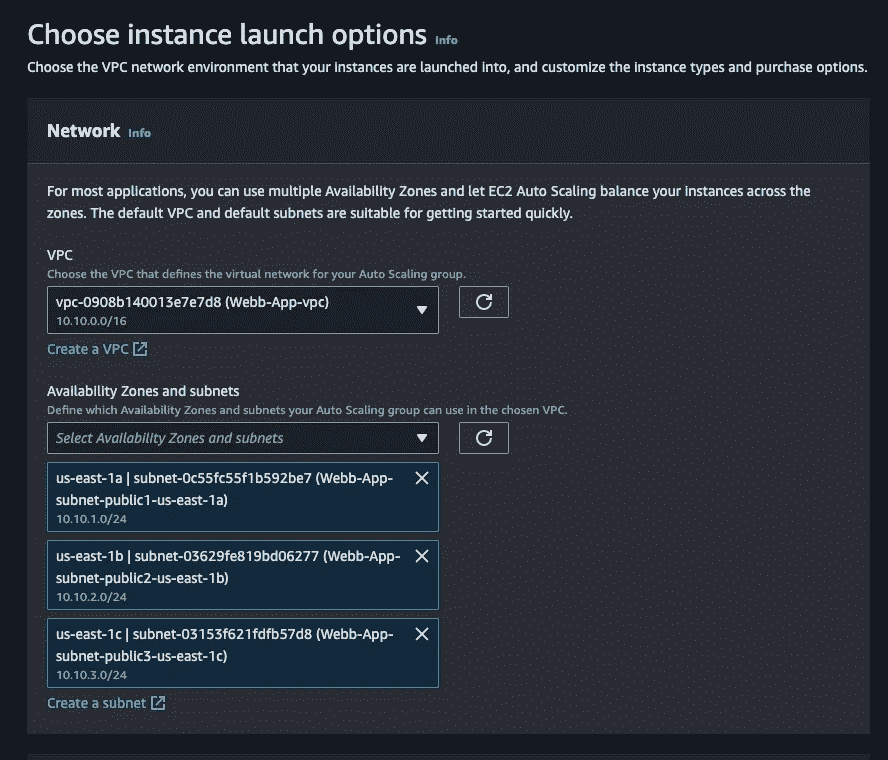 Choose instance launch options Info
Choose the VPC network environment that your instances are launched into, and customize the instance types and purchase options.
Network Info
For most applications, you can use multiple Availability Zones and let EC2 Auto Scaling balance your instances across the
zones. The default VPC and default subnets are suitable for getting started quickly.
VPC
Choose the VPC that defines the virtual network for your Auto Scaling group.
vpc-0908b140013e7e7d8 (Webb-App-vpc)
10.10.0.0/16
Create a VPC
Availability Zones and subnets
Define which Availability Zones and subnets your Auto Scaling group can use in the chosen VPC.
Select Availability Zones and subnets
us-east-1a | subnet-0c55fc55f1b592be7 (Webb-App-
subnet-public1-us-east-1a)
10.10.1.0/24
us-east-1b | subnet-03629fe819bd06277 (Webb-App-
subnet-public2-us-east-1b)
10.10.2.0/24
us-east-1c | subnet-03153f621fdfb57d8 (Webb-App-
subnet-public3-us-east-1c)
10.10.3.0/24
Create a subnet